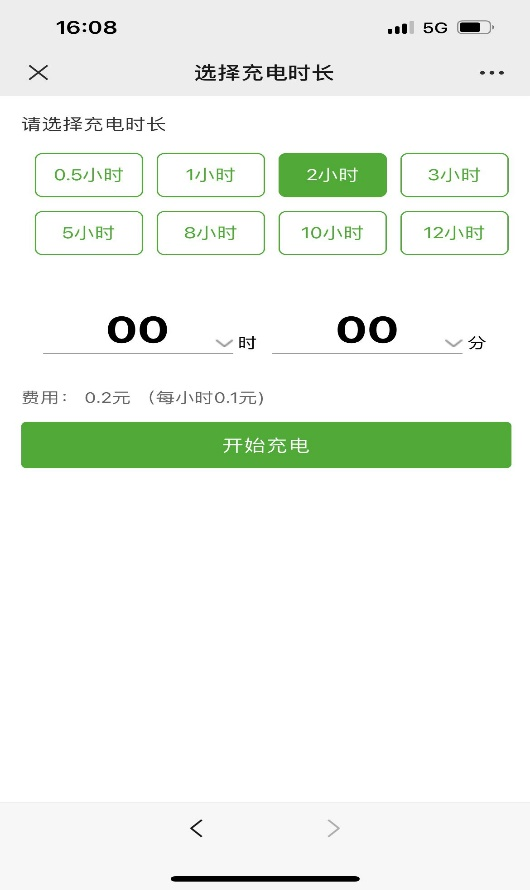 16:08 5G
选择充电时长
请选择充电时长
0.5小时 1小时 2小时 3小时
5小时 8小时 10小时 12小时
00 时 00 分
费用： 0.2元 （每小时0.1元）
开始充电